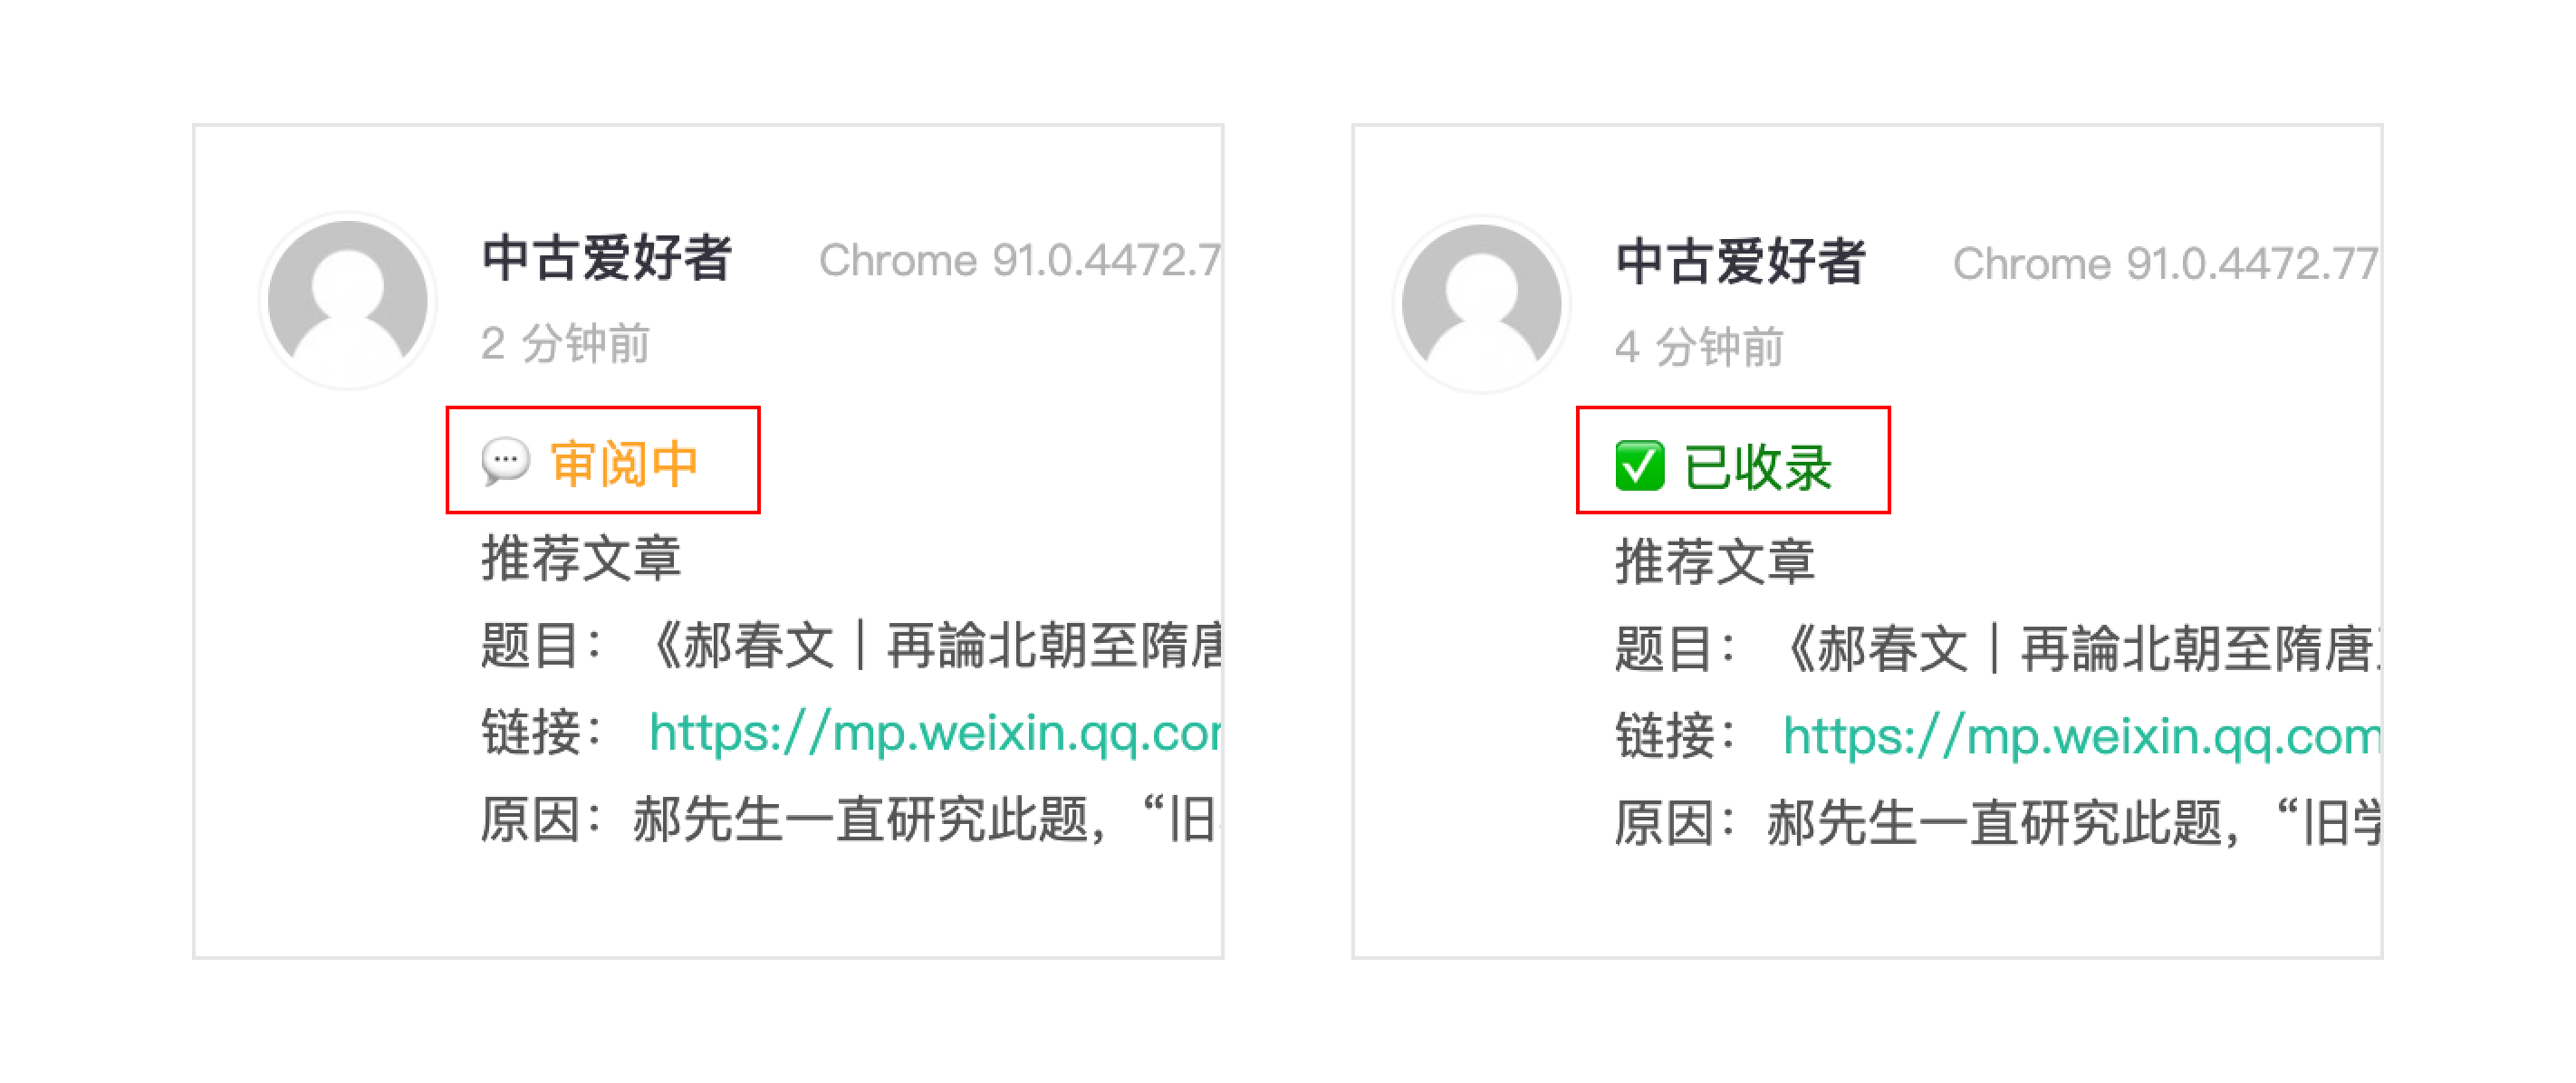 中古爱好者 Chrome 91.0.4472.7
2 分钟前
💬 审阅中
推荐文章
题目：《郝春文｜再論北朝至隋唐
链接： https://mp.weixin.qq.com
原因：郝先生一直研究此题，“旧
中古爱好者 Chrome 91.0.4472.77
4 分钟前
✅ 已收录
推荐文章
题目：《郝春文｜再論北朝至隋唐
链接： https://mp.weixin.qq.com
原因：郝先生一直研究此题，“旧学